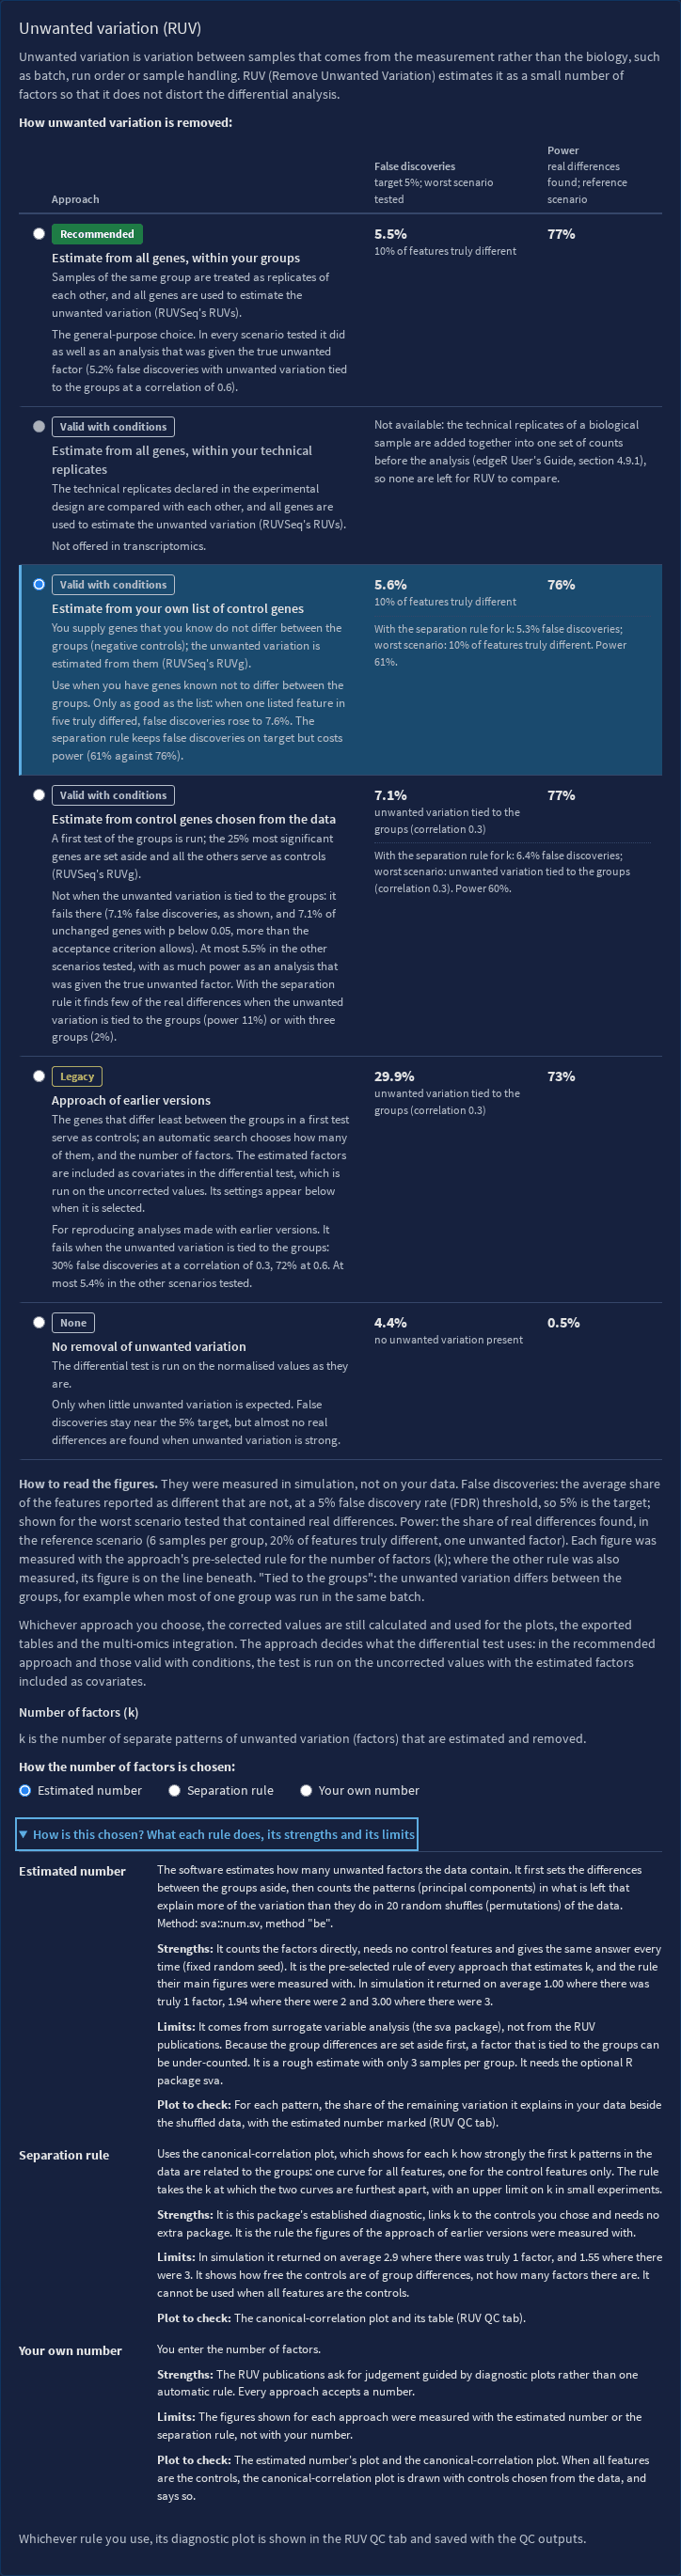 Unwanted variation (RUV)
Unwanted variation is variation between samples that comes from the measurement rather than the biology, such
as batch, run order or sample handling. RUV (Remove Unwanted Variation) estimates it as a small number of
factors so it does not distort the differential analysis.
How unwanted variation is removed:
Approach
False discoveries
target 5%; worst scenario
tested
Power
real differences
found; reference
scenario
Recommended
5.5%
77%
10% of features truly different
Estimate from all genes, within your groups
Samples of the same group are treated as replicates of
each other, and all genes are used to estimate the
unwanted variation (RUVSeq's RUVs).
The general-purpose choice. In every scenario tested it did
as well as an analysis that was given the true unwanted
factor (5.2% false discoveries with unwanted variation tied
to the groups at a correlation of 0.6).
Valid with conditions
Estimate from all genes, within your technical
replicates
The technical replicates declared in the experimental
design are compared with each other, and all genes are
used to estimate the unwanted variation (RUVSeq's RUVs).
Not offered in transcriptomics.
Not available: the technical replicates of a biological
sample are added together into one set of counts
before the analysis (edgeR User's Guide, section 4.9.1),
so none are left for RUV to compare.
Valid with conditions
5.6%
76%
10% of features truly different
Estimate from your own list of control genes
You supply genes that you know do not differ between the
groups (negative controls); the unwanted variation is
estimated from them (RUVSeq's RUVg).
Use when you have genes known not to differ between the
groups. Only as good as the list: when one listed feature in
five truly differed, false discoveries rose to 7.6%. The
separation rule keeps false discoveries on target but costs
power (61% against 76%).
With the separation rule for k: 5.3% false discoveries;
worst scenario: 10% of features truly different. Power
61%.
Valid with conditions
7.1%
77%
unwanted variation tied to the
groups (correlation 0.3)
Estimate from control genes chosen from the data
A first test of the groups is run; the 25% most significant
genes are set aside and all the others serve as controls
(RUVSeq's RUVg).
Not when the unwanted variation is tied to the groups: it
fails there (7.1% false discoveries, as shown, and 7.1% of
unchanged genes with p below 0.05, more than the
acceptance criterion allows). At most 5.5% in the other
scenarios tested, with as much power as an analysis that
was given the true unwanted factor. With the separation
rule it finds few of the real differences when the unwanted
variation is tied to the groups (power 11%) or with three
groups (2%).
With the separation rule for k: 6.4% false discoveries;
worst scenario: unwanted variation tied to the groups
(correlation 0.3). Power 60%.
Legacy
29.9%
73%
unwanted variation tied to the
groups (correlation 0.3)
Approach of earlier versions
The genes that differ least between the groups in a first test
serve as controls; an automatic search chooses how many
of them, and the number of factors. The estimated factors
are included as covariates in the differential test, which is
run on the uncorrected values. Its settings appear below
when it is selected.
For reproducing analyses made with earlier versions. It
fails when the unwanted variation is tied to the groups:
30% false discoveries at a correlation of 0.3, 72% at 0.6. At
most 5.4% in the other scenarios tested.
None
4.4%
0.5%
no unwanted variation present
No removal of unwanted variation
The differential test is run on the normalised values as they
are.
Only when little unwanted variation is expected. False
discoveries stay near the 5% target, but almost no real
differences are found when unwanted variation is strong.
How to read the figures. They were measured in simulation, not on your data. False discoveries: the average share
of the features reported as different that are not, at a 5% false discovery rate (FDR) threshold, so 5% is the target;
shown for the worst scenario tested that contained real differences. Power: the share of real differences found, in
the reference scenario (6 samples per group, 20% of features truly different, one unwanted factor). Each figure was
measured with the approach's pre-selected rule for the number of factors (k); where the other rule was also
measured, its figure is on the line beneath. "Tied to the groups": the unwanted variation differs between the
groups, for example when most of one group was run in the same batch.
Whichever approach you choose, the corrected values are still calculated and used for the plots, the exported
tables and the multi-omics integration. The approach decides what the differential test uses: in the recommended
approach and those valid with conditions, the test is run on the uncorrected values with the estimated factors
included as covariates.
Number of factors (k)
k is the number of separate patterns of unwanted variation (factors) that are estimated and removed.
How the number of factors is chosen:
Estimated number
Separation rule
Your own number
▼ How is this chosen? What each rule does, its strengths and its limits
Estimated number
The software estimates how many unwanted factors the data contain. It first sets the differences
between the groups aside, then counts the patterns (principal components) in what is left that
explain more of the variation than they do in 20 random shuffles (permutations) of the data.
Method: sva::num.sv, method "be".
Strengths: It counts the factors directly, needs no control features and gives the same answer every
time (fixed random seed). It is the pre-selected rule of every approach that estimates k, and the rule
their main figures were measured with. In simulation it returned on average 1.00 where there was
truly 1 factor, 1.94 where there were 2 and 3.00 where there were 3.
Limits: It comes from surrogate variable analysis (the sva package), not from the RUV
publications. Because the group differences are set aside first, a factor that is tied to the groups can
be under-counted. It is a rough estimate with only 3 samples per group. It needs the optional R
package sva.
Plot to check: For each pattern, the share of the remaining variation it explains in your data beside
the shuffled data, with the estimated number marked (RUV QC tab).
Separation rule
Uses the canonical-correlation plot, which shows for each k how strongly the first k patterns in the
data are related to the groups: one curve for all features, one for the control features only. The rule
takes the k at which the two curves are furthest apart, with an upper limit on k in small experiments.
Strengths: It is this package's established diagnostic, links k to the controls you chose and needs no
extra package. It is the rule the figures of the approach of earlier versions were measured with.
Limits: In simulation it returned on average 2.9 where there was truly 1 factor, and 1.55 where there
were 3. It shows how free the controls are of group differences, not how many factors there are. It
cannot be used when all features are the controls.
Plot to check: The canonical-correlation plot and its table (RUV QC tab).
Your own number
You enter the number of factors.
Strengths: The RUV publications ask for judgement guided by diagnostic plots rather than one
automatic rule. Every approach accepts a number.
Limits: The figures shown for each approach were measured with the estimated number or the
separation rule, not with your number.
Plot to check: The estimated number's plot and the canonical-correlation plot. When all features
are the controls, the canonical-correlation plot is drawn with controls chosen from the data, and
says so.
Whichever rule you use, its diagnostic plot is shown in the RUV QC tab and saved with the QC outputs.